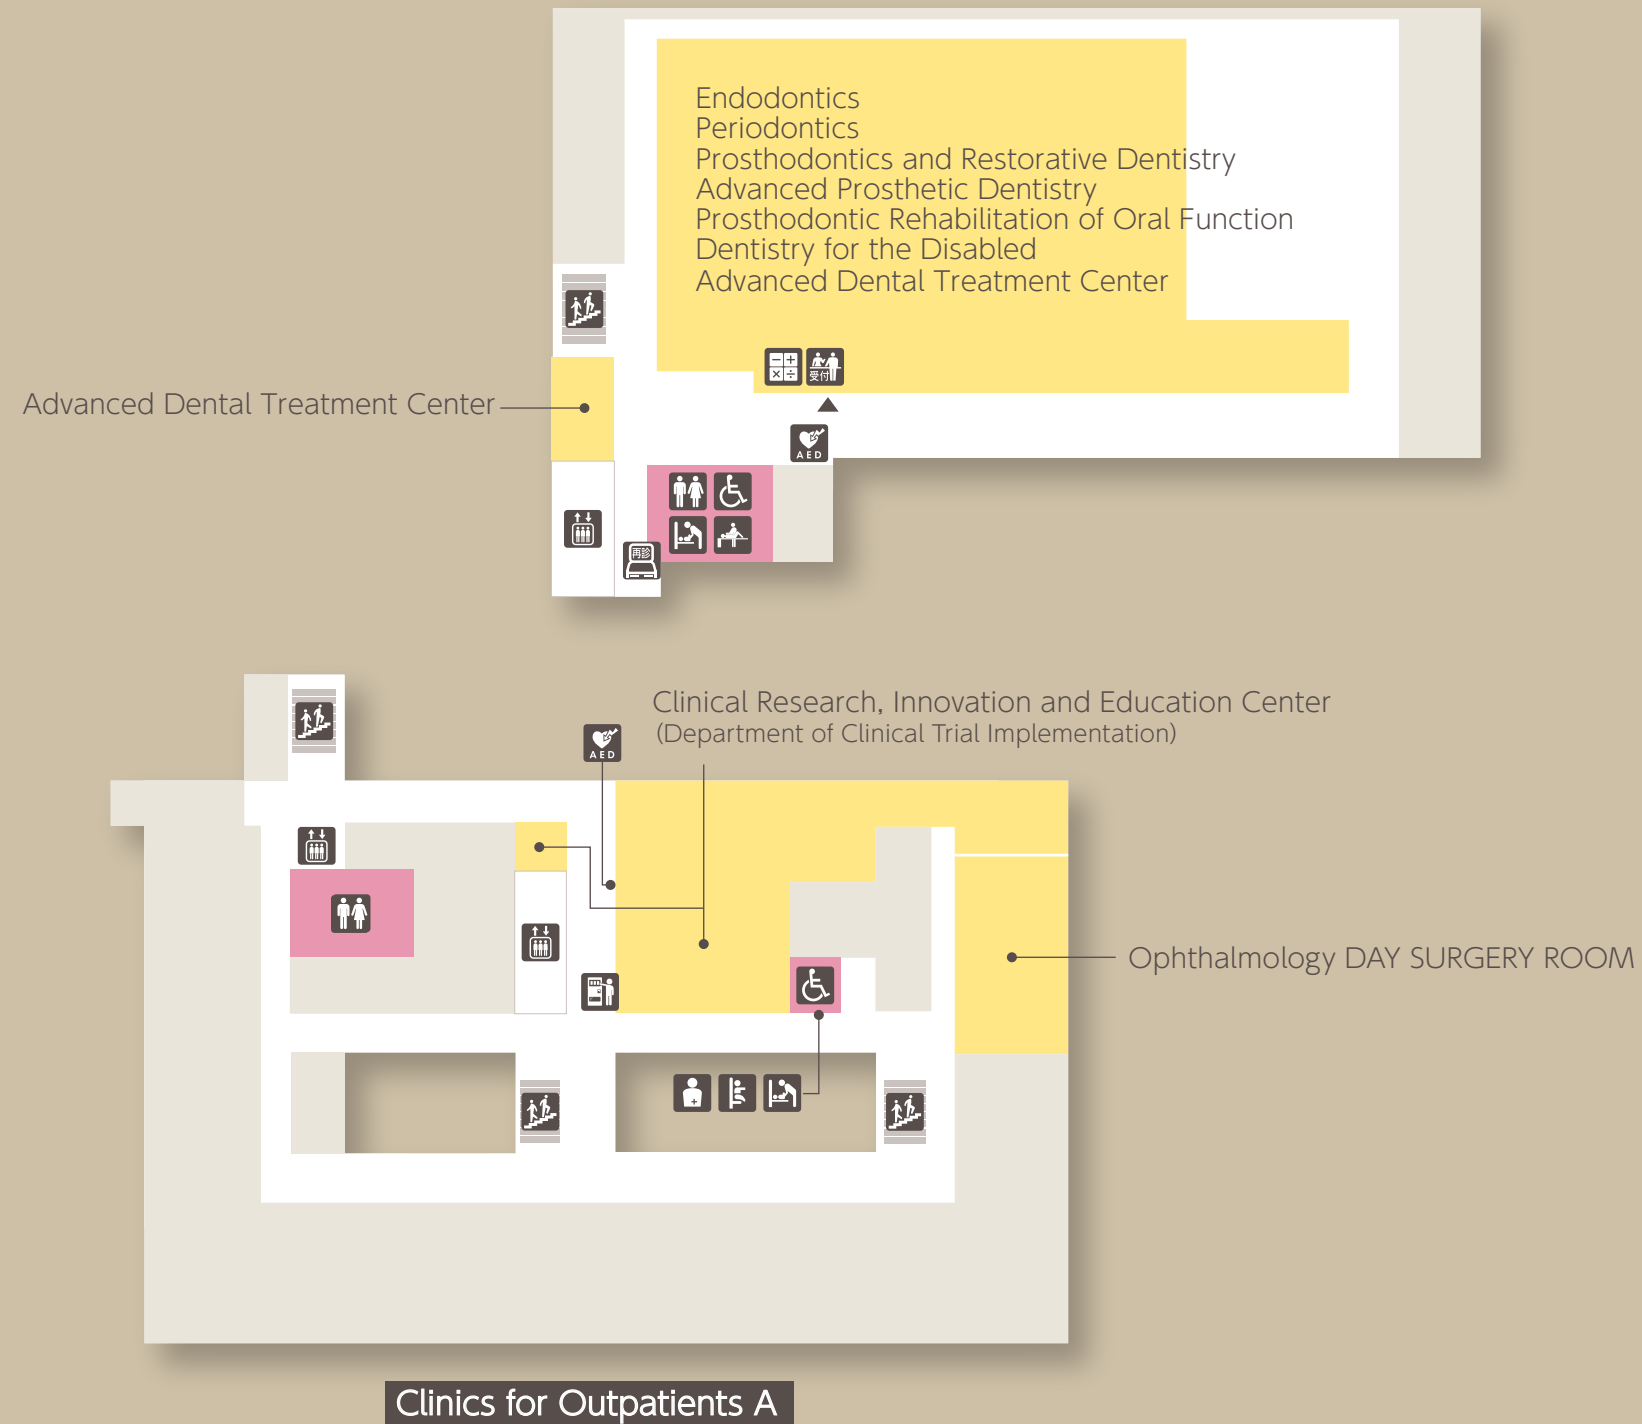 Endodontics
Periodontics
Prosthodontics and Restorative Dentistry
Advanced Prosthetic Dentistry
Prosthodontic Rehabilitation of Oral Function
Dentistry for the Disabled
Advanced Dental Treatment Center
受付
Advanced Dental Treatment Center
AED
再診
Clinical Research, Innovation and Education Center
(Department of Clinical Trial Implementation)
AED
Ophthalmology DAY SURGERY ROOM
Clinics for Outpatients A